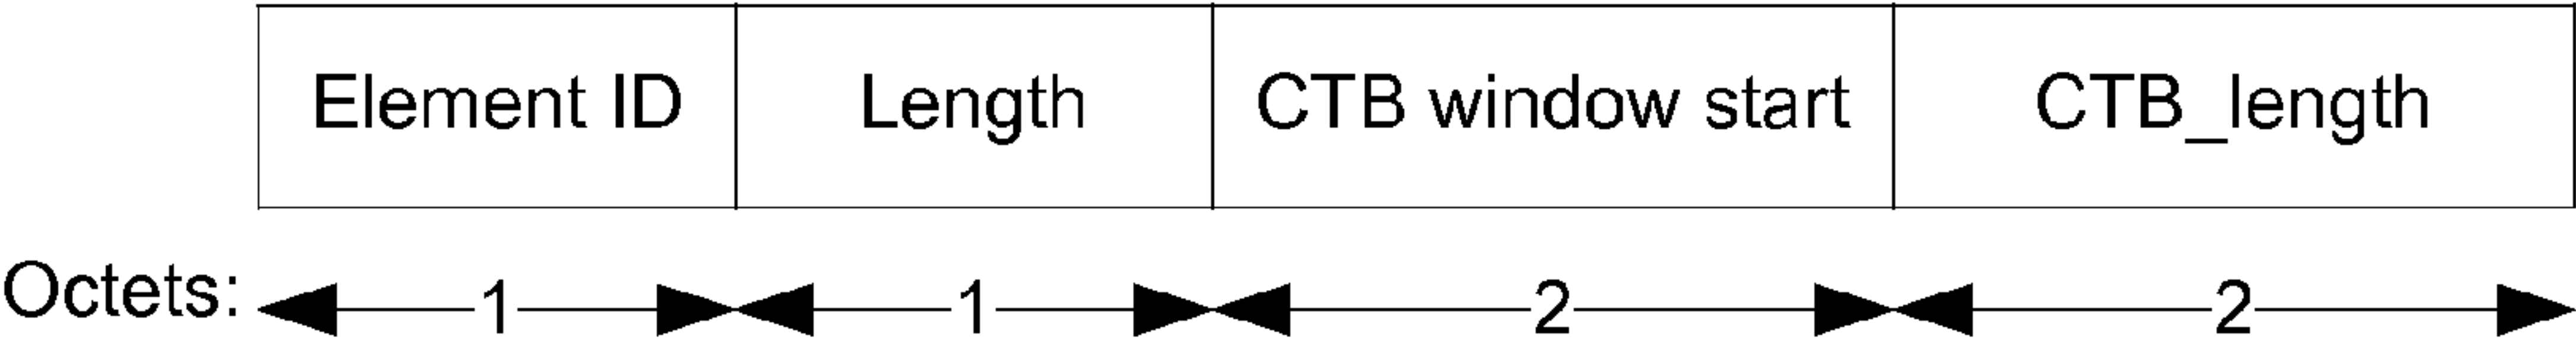 Element ID Length CTB window start CTB_length
Octets: 1 1 2 2